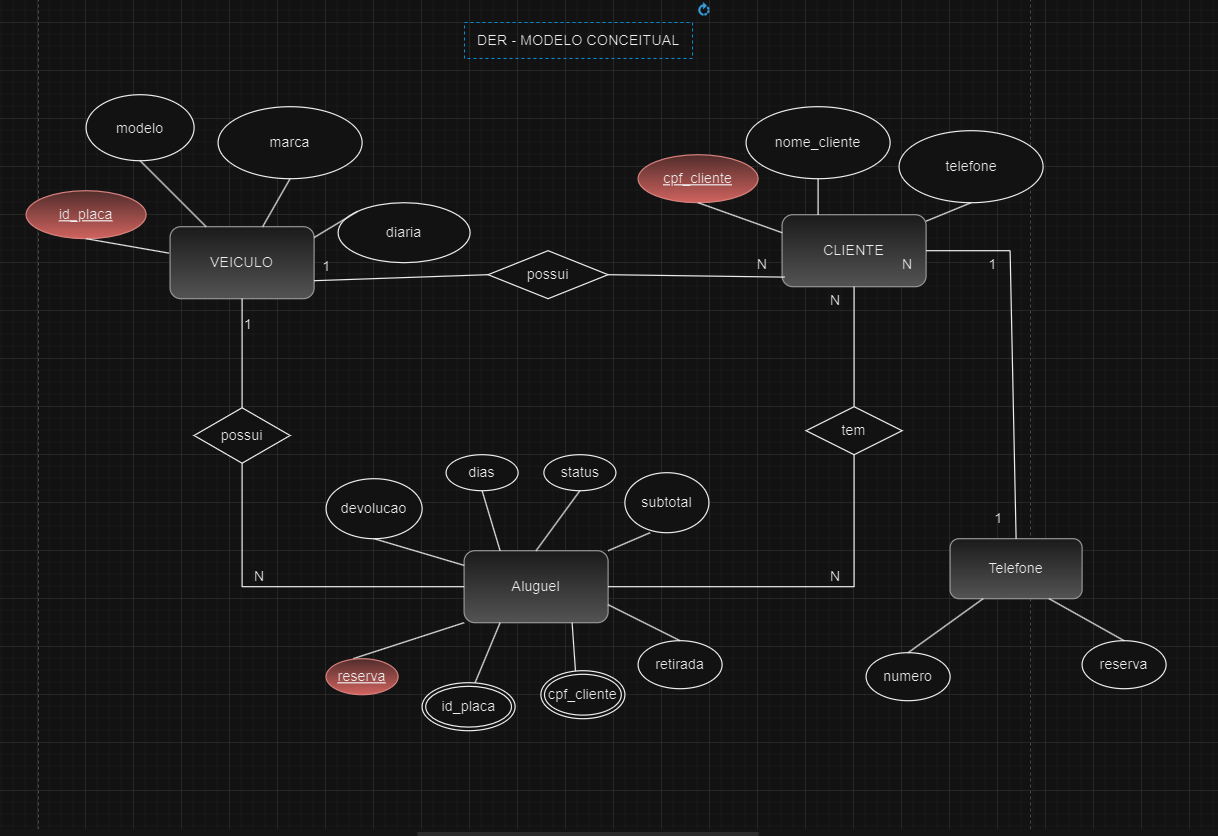 DER - MODELO CONCEITUAL
modelo
marca
nome_cliente
telefone
cpf_cliente
id_placa
diaria
VEICULO
CLIENTE
1
possui
N
N
1
N
1
possui
tem
dias
status
subtotal
devolucao
1
N
Aluguel
N
Telefone
reserva
id_placa
cpf_cliente
retirada
numero
reserva